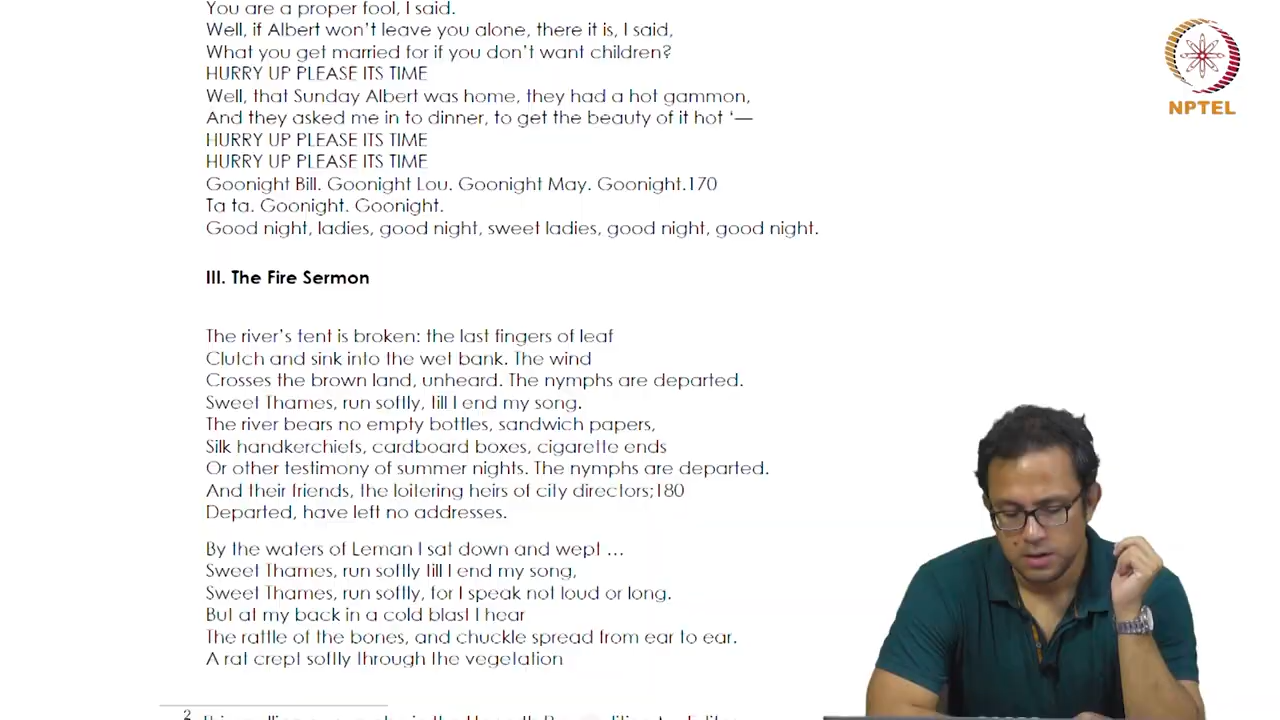 You are a proper fool, I said.
Well, if Albert won't leave you alone, there it is, I said,
What you get married for if you don't want children?
HURRY UP PLEASE ITS TIME
Well, that Sunday Albert was home, they had a hot gammon,
And they asked me in to dinner, to get the beauty of it hot ‘—
HURRY UP PLEASE ITS TIME
HURRY UP PLEASE ITS TIME
Goonight Bill. Goonight Lou. Goonight May. Goonight.170
Ta ta. Goonight. Goonight.
Good night, ladies, good night, sweet ladies, good night, good night.
III. The Fire Sermon
The river's tent is broken: the last fingers of leaf
Clutch and sink into the wet bank. The wind
Crosses the brown land, unheard. The nymphs are departed.
Sweet Thames, run softly, till I end my song.
The river bears no empty bottles, sandwich papers,
Silk handkerchiefs, cardboard boxes, cigarette ends
Or other testimony of summer nights. The nymphs are departed.
And their friends, the loitering heirs of city directors;180
Departed, have left no addresses.
By the waters of Leman I sat down and wept …
Sweet Thames, run softly till I end my song,
Sweet Thames, run softly, for I speak not loud or long.
But at my back in a cold blast I hear
The rattle of the bones, and chuckle spread from ear to ear.
A rat crept softly through the vegetation
2
NPTEL